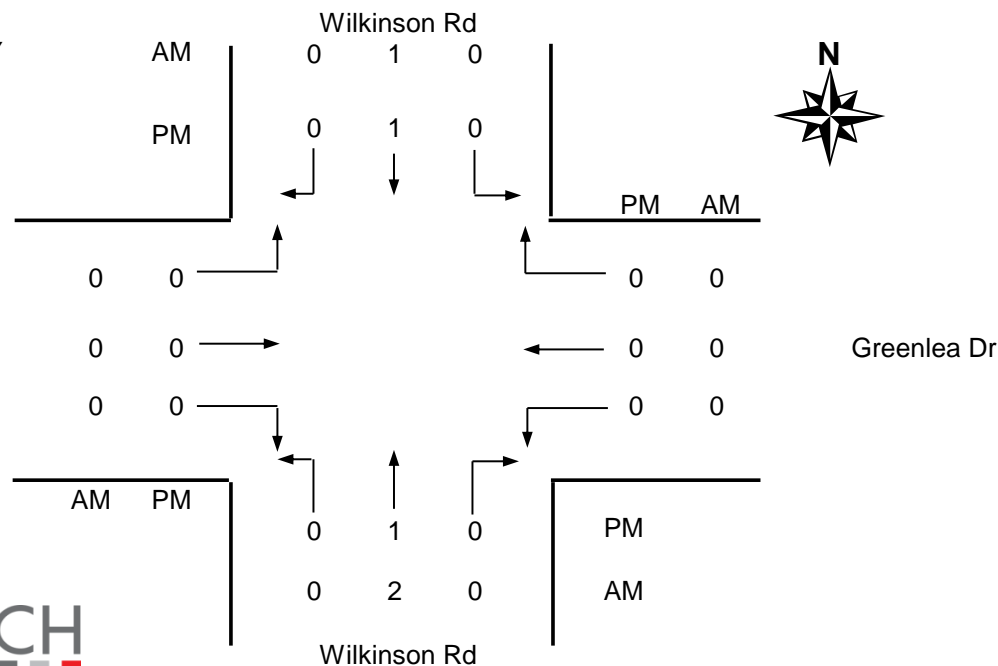 Wilkinson Rd
AM 0 1 0
N
PM 0 1 0
PM AM
0 0 0 0
0 0 0 0 Greenlea Dr
0 0 0 0
AM PM
0 1 0 PM
0 2 0 AM
CH
Wilkinson Rd